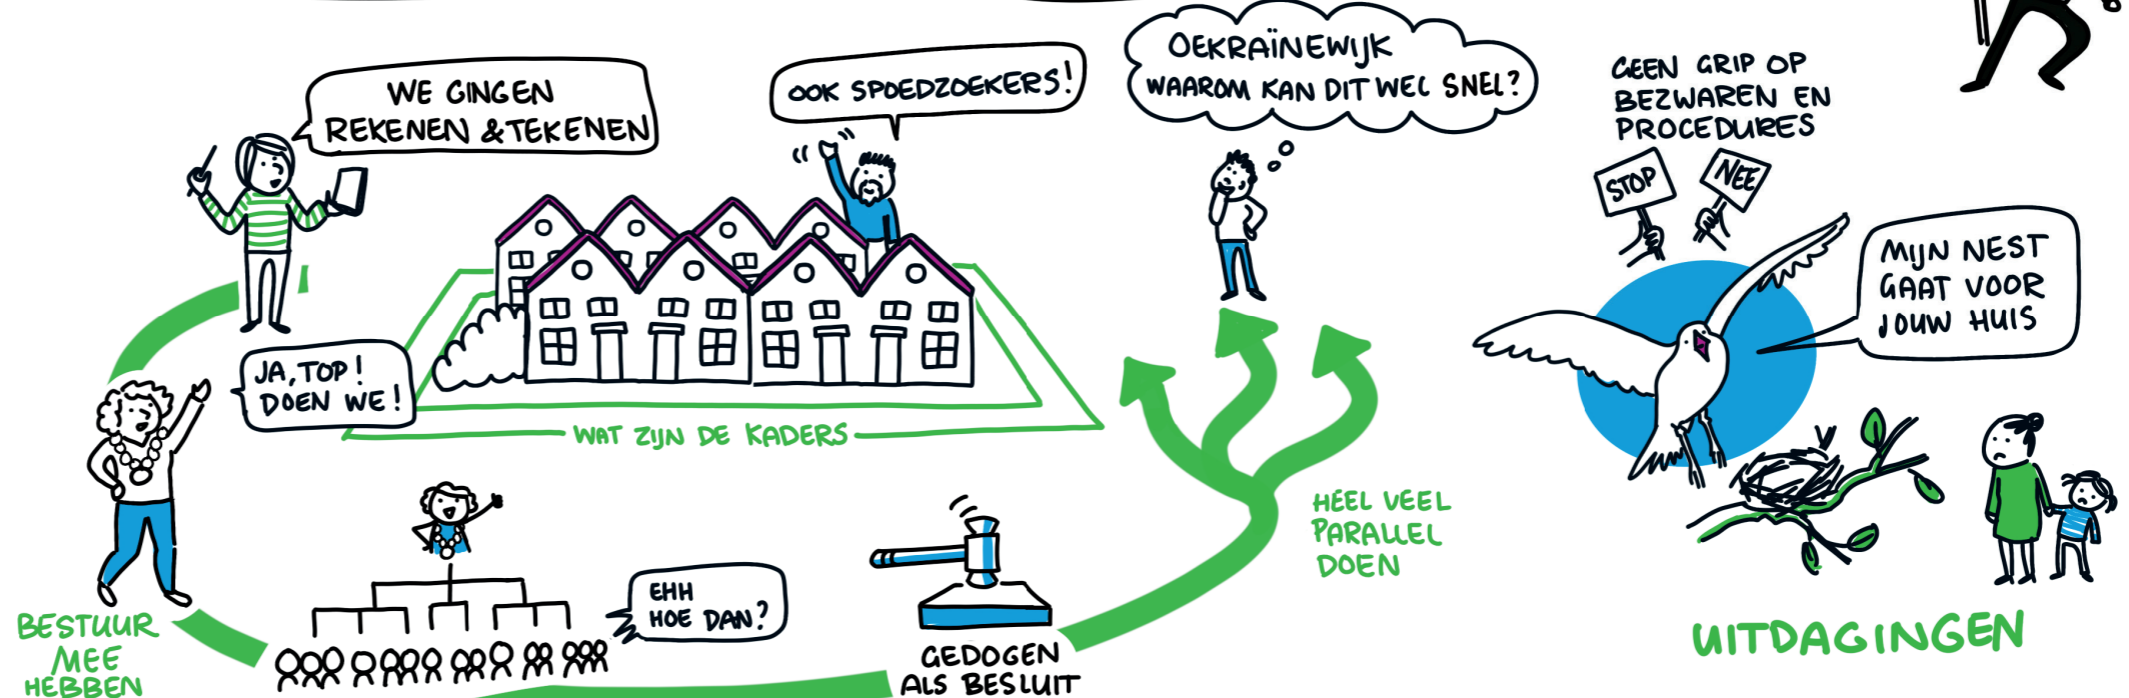 WE GINGEN
REKENEN & TEKENEN
OOK SPOEDZOEKERS!
OEKRAÏNEWIJK
WAAROM KAN DIT WEL SNEL?
GEEN GRIP OP
BEZWAREN EN
PROCEDURES
STOP
NEE
MIJN NEST
GAAT VOOR
JOUW HUIS
JA, TOP!
DOEN WE!
WAT ZIJN DE KADERS
HEEL VEEL
PARALLEL
DOEN
BESTUUR
MEE
HEBBEN
EHH
HOE DAN?
GEDOGEN
ALS BESLUIT
UITDAGINGEN